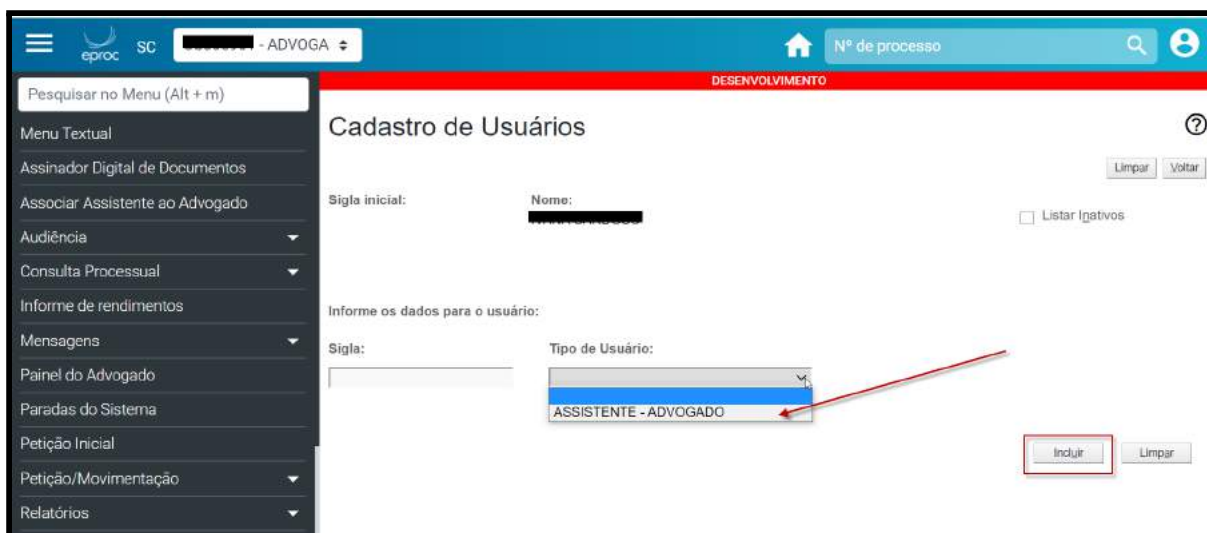 eproc SC - ADVOGA Nº de processo
DESENVOLVIMENTO
Pesquisar no Menu (Alt + m)
Menu Textual
Assinador Digital de Documentos
Associar Assistente ao Advogado
Audiência
Consulta Processual
Informe de rendimentos
Mensagens
Painel do Advogado
Paradas do Sistema
Petição Inicial
Petição/Movimentação
Relatórios
Cadastro de Usuários
Limpar Voltar
Sigla inicial: Nome:
Listar Inativos
Informe os dados para o usuário:
Sigla: Tipo de Usuário:
ASSISTENTE - ADVOGADO
Incluir Limpar